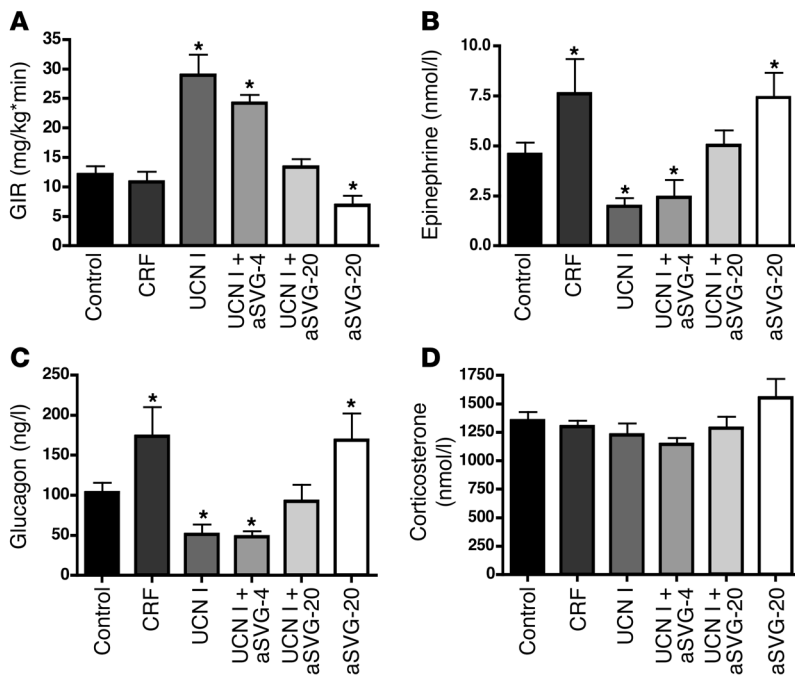 A
GIR (mg/kg*min)
35
30
25
20
15
10
5
0
*
*
*
Control
CRF
UCN I
UCN I +
aSVG-4
UCN I +
aSVG-20
aSVG-20
B
Epinephrine (nmol/l)
10.0
7.5
5.0
2.5
0.0
*
*
*
*
Control
CRF
UCN I
UCN I +
aSVG-4
UCN I +
aSVG-20
aSVG-20
C
Glucagon (ng/l)
250
200
150
100
50
0
*
*
*
*
Control
CRF
UCN I
UCN I +
aSVG-4
UCN I +
aSVG-20
aSVG-20
D
Corticosterone
(nmol/l)
1750
1500
1250
1000
750
500
250
0
Control
CRF
UCN I
UCN I +
aSVG-4
UCN I +
aSVG-20
aSVG-20